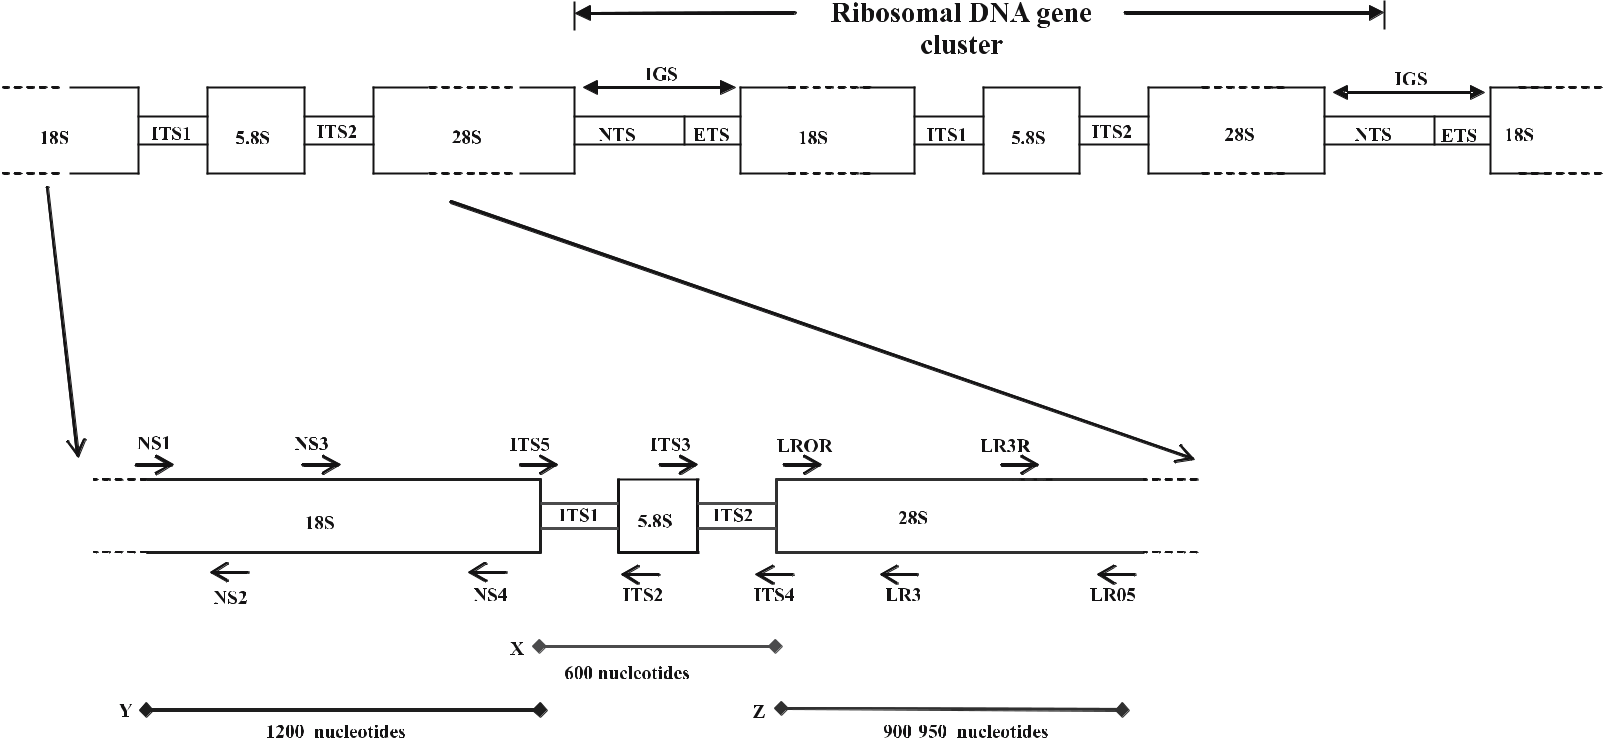 Ribosomal DNA gene
cluster
IGS
IGS
18S ITS1 5.8S ITS2 28S NTS ETS 18S ITS1 5.8S ITS2 28S NTS ETS 18S
NS1 NS3 ITS5 ITS3 LROR LR3R
18S ITS1 5.8S ITS2 28S
NS2 NS4 ITS2 ITS4 LR3 LR05
X
600 nucleotides
Y Z
1200 nucleotides 900 950 nucleotides